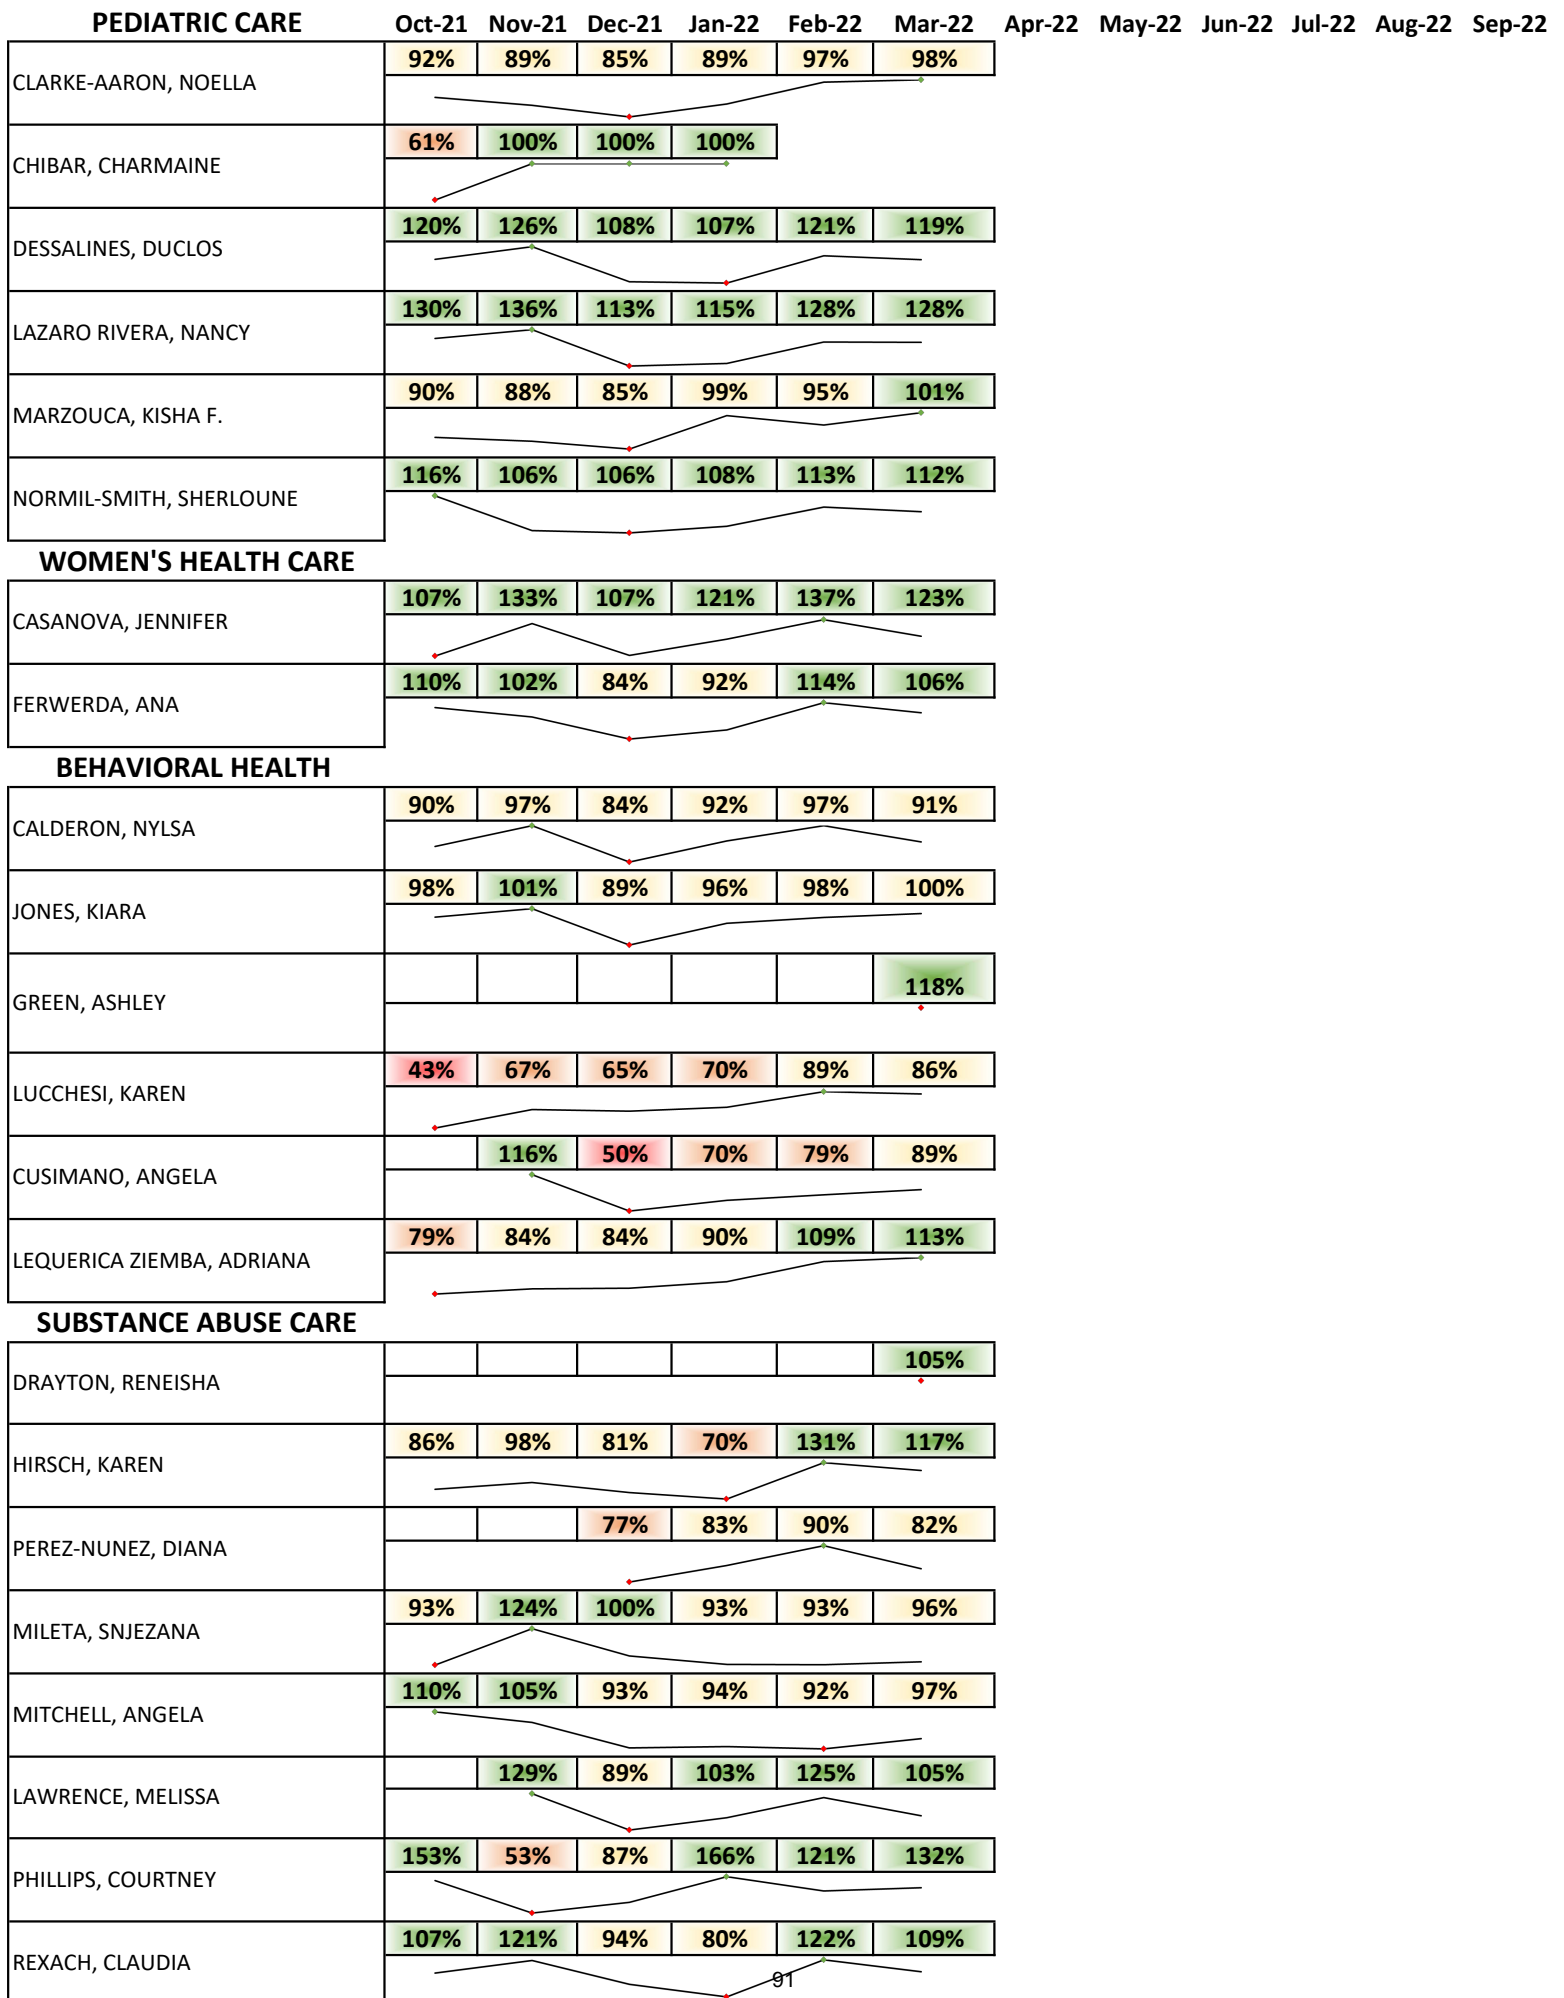 PEDIATRIC CARE Oct-21 Nov-21 Dec-21 Jan-22 Feb-22 Mar-22 Apr-22 May-22 Jun-22 Jul-22 Aug-22 Sep-22
CLARKE-AARON, NOELLA 92% 89% 85% 89% 97% 98%
CHIBAR, CHARMAINE 61% 100% 100% 100%
DESSALINES, DUCLOS 120% 126% 108% 107% 121% 119%
LAZARO RIVERA, NANCY 130% 136% 113% 115% 128% 128%
MARZOUCA, KISHA F. 90% 88% 85% 99% 95% 101%
NORMIL-SMITH, SHERLOUNE 116% 106% 106% 108% 113% 112%
WOMEN'S HEALTH CARE
CASANOVA, JENNIFER 107% 133% 107% 121% 137% 123%
FERWERDA, ANA 110% 102% 84% 92% 114% 106%
BEHAVIORAL HEALTH
CALDERON, NYLSA 90% 97% 84% 92% 97% 91%
JONES, KIARA 98% 101% 89% 96% 98% 100%
GREEN, ASHLEY 118%
LUCCHESI, KAREN 43% 67% 65% 70% 89% 86%
CUSIMANO, ANGELA 116% 50% 70% 79% 89%
LEQUERICA ZIEMBA, ADRIANA 79% 84% 84% 90% 109% 113%
SUBSTANCE ABUSE CARE
DRAYTON, RENEISHA 105%
HIRSCH, KAREN 86% 98% 81% 70% 131% 117%
PEREZ-NUNEZ, DIANA 77% 83% 90% 82%
MILETA, SNJEZANA 93% 124% 100% 93% 93% 96%
MITCHELL, ANGELA 110% 105% 93% 94% 92% 97%
LAWRENCE, MELISSA 129% 89% 103% 125% 105%
PHILLIPS, COURTNEY 153% 53% 87% 166% 121% 132%
REXACH, CLAUDIA 107% 121% 94% 80% 122% 109%
91